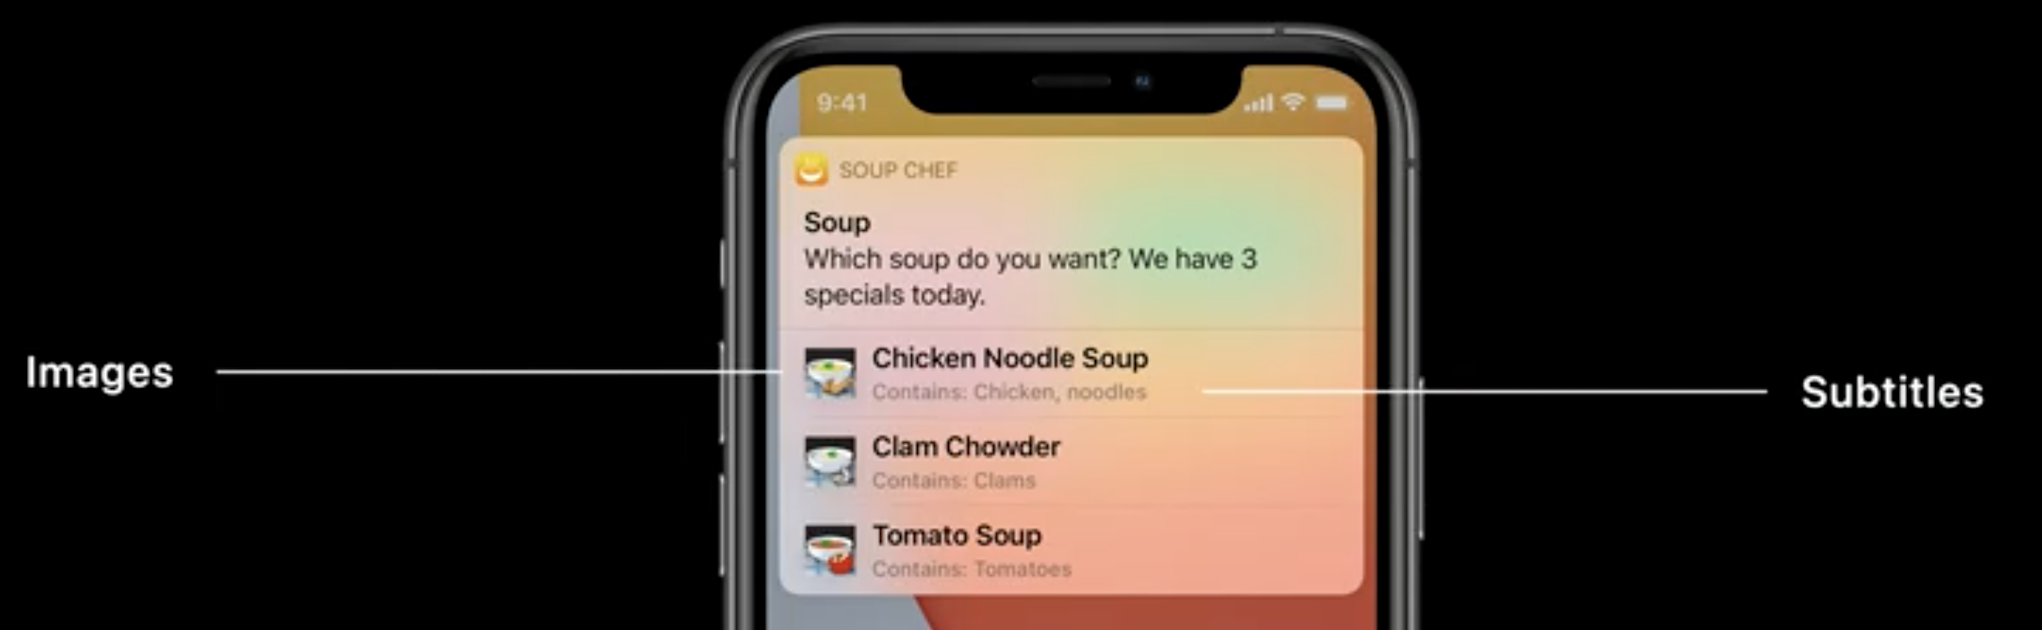 9:41
SOUP CHEF
Soup
Which soup do you want? We have 3
specials today.
Images
Chicken Noodle Soup
Contains: Chicken, noodles
Subtitles
Clam Chowder
Contains: Clams
Tomato Soup
Contains: Tomatoes